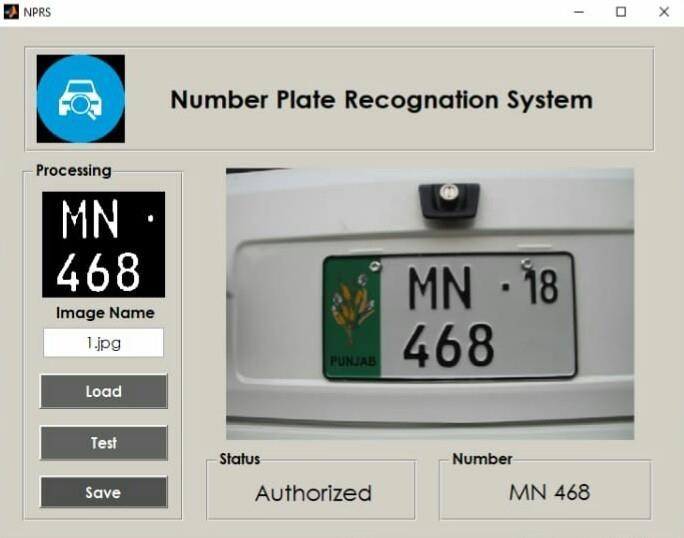 NPRS
Number Plate Recognation System
Processing
MN ·
468
Image Name
1.jpg
Load
Test
Save
MN · 18
468
PUNJAB
Status
Authorized
Number
MN 468